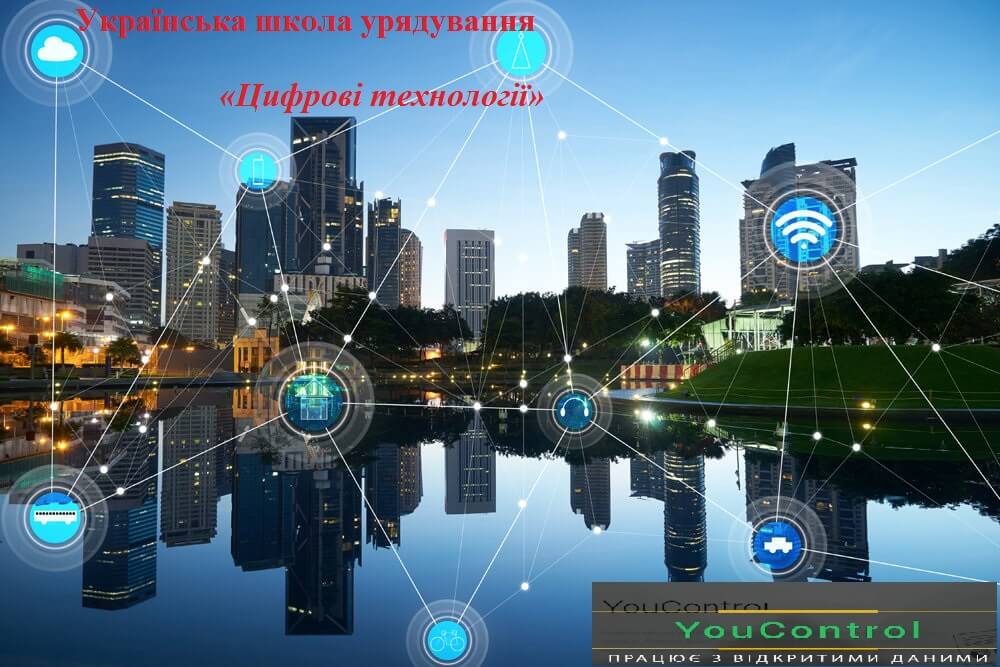 Українська школа урядування
«Цифрові технології»
YouControl
YouControl
ПРАЦЮЄ З ВІДКРИТИМИ ДАНИМИ